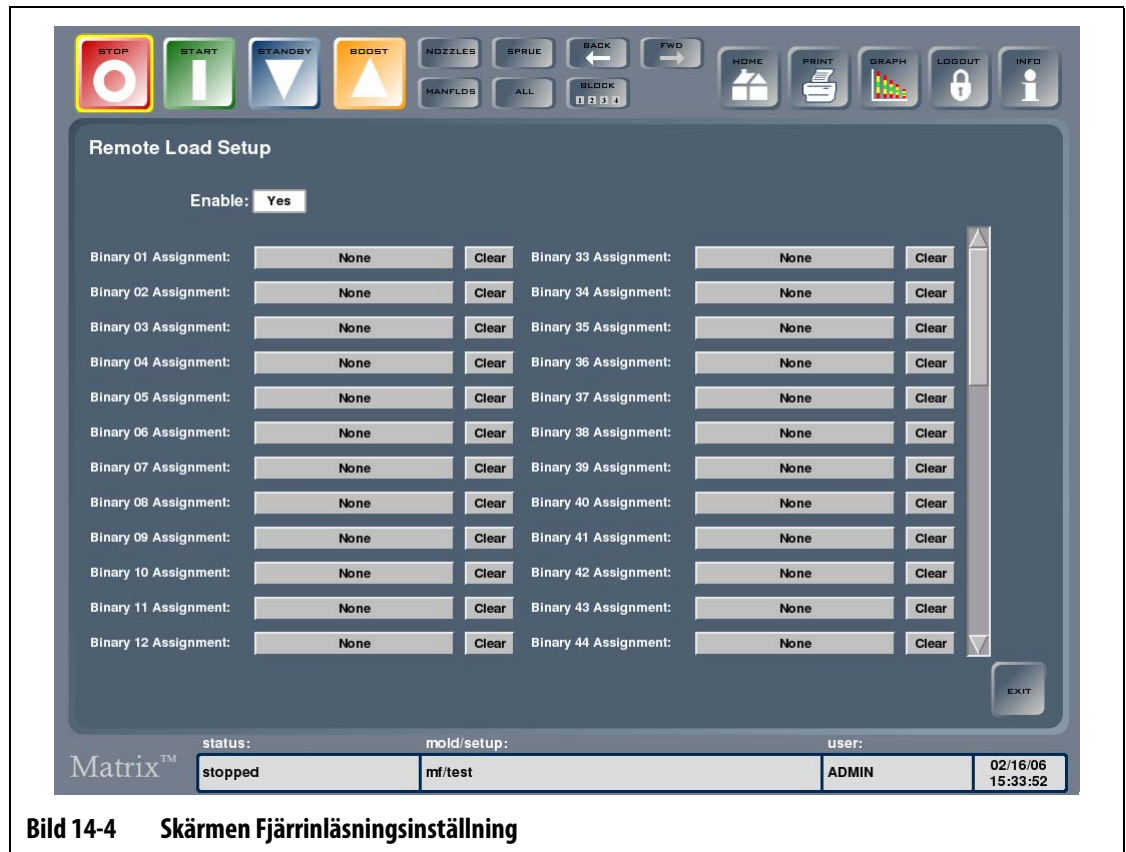 STOP START STANDBY BOOST NOZZLES SPRUE BACK FWD HOME PRINT GRAPH LOGOUT INFO
MANFLDS ALL BLOCK
1 2 3 4
Remote Load Setup
Enable: Yes
Binary 01 Assignment: None Clear Binary 33 Assignment: None Clear
Binary 02 Assignment: None Clear Binary 34 Assignment: None Clear
Binary 03 Assignment: None Clear Binary 35 Assignment: None Clear
Binary 04 Assignment: None Clear Binary 36 Assignment: None Clear
Binary 05 Assignment: None Clear Binary 37 Assignment: None Clear
Binary 06 Assignment: None Clear Binary 38 Assignment: None Clear
Binary 07 Assignment: None Clear Binary 39 Assignment: None Clear
Binary 08 Assignment: None Clear Binary 40 Assignment: None Clear
Binary 09 Assignment: None Clear Binary 41 Assignment: None Clear
Binary 10 Assignment: None Clear Binary 42 Assignment: None Clear
Binary 11 Assignment: None Clear Binary 43 Assignment: None Clear
Binary 12 Assignment: None Clear Binary 44 Assignment: None Clear
EXIT
status: mold/setup: user:
Matrix™ stopped mf/test ADMIN 02/16/06
15:33:52
Bild 14-4 Skärmen Fjärrinläsningsinställning